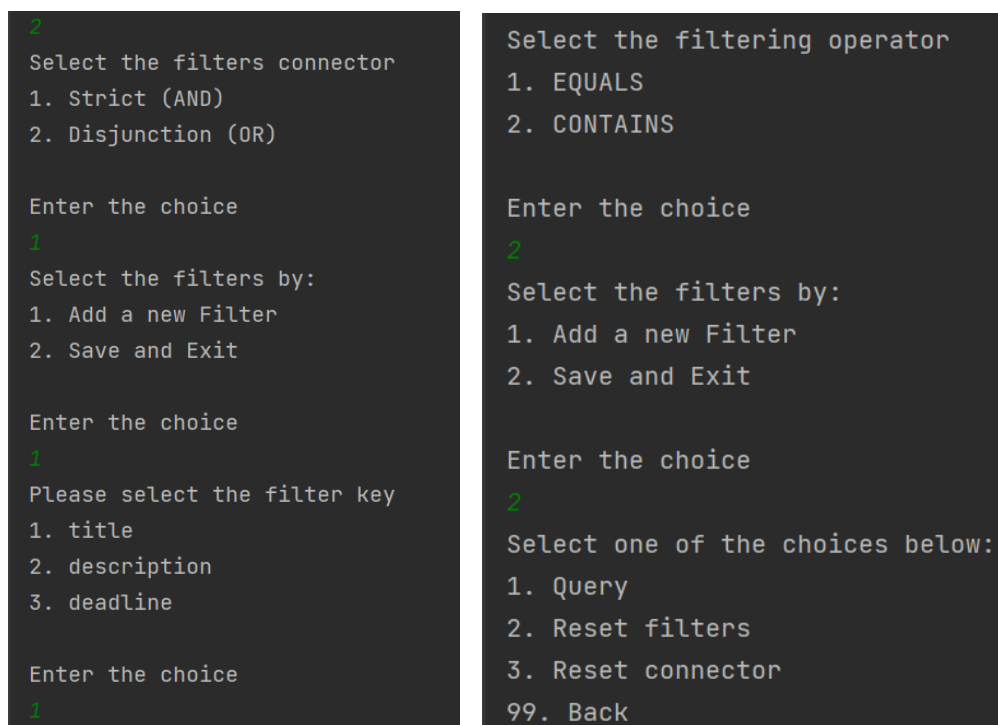 2
Select the filters connector
1. Strict (AND)
2. Disjunction (OR)
Enter the choice
1
Select the filters by:
1. Add a new Filter
2. Save and Exit
Enter the choice
1
Please select the filter key
1. title
2. description
3. deadline
Enter the choice
1
Select the filtering operator
1. EQUALS
2. CONTAINS
Enter the choice
2
Select the filters by:
1. Add a new Filter
2. Save and Exit
Enter the choice
2
Select one of the choices below:
1. Query
2. Reset filters
3. Reset connector
99. Back